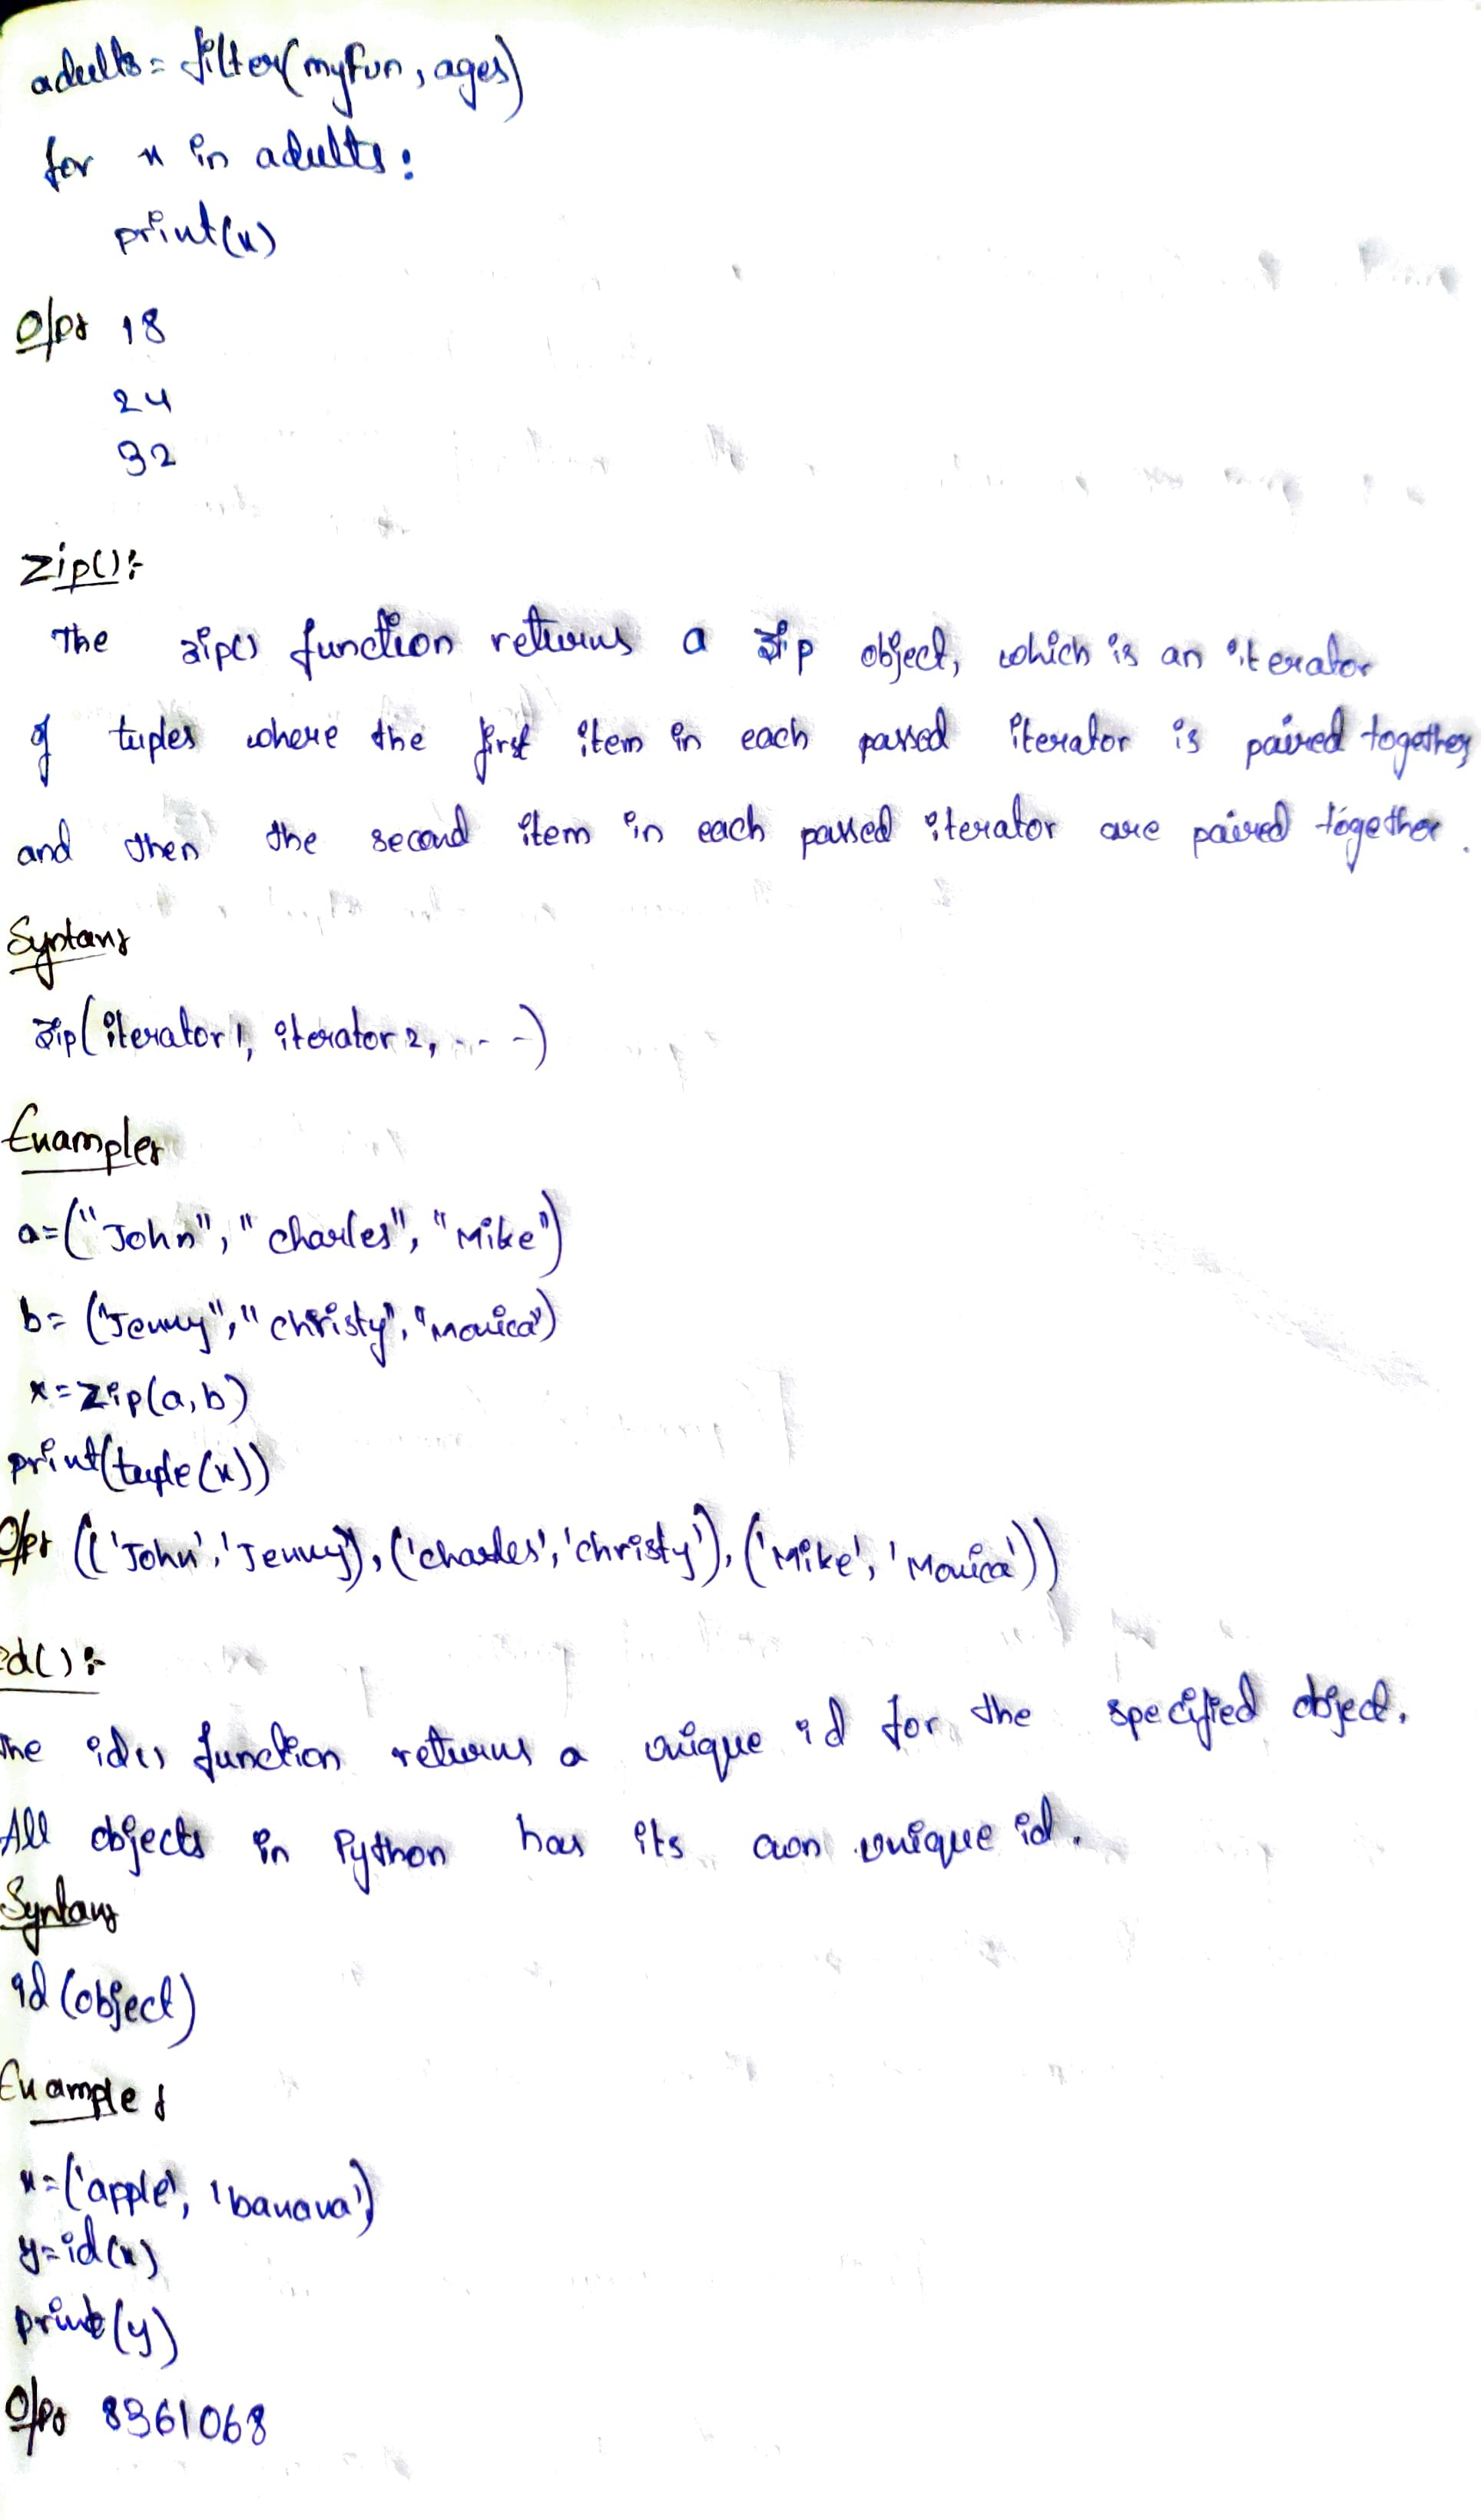 adults = filter(myfun, ages)
for x in adults:
print(x)
O/p: 18
24
32
Zip():-
The zip() function returns a zip object, which is an iterator
of tuples where the first item in each passed iterator is paired together,
and then the second item in each passed iterator are paired together.
Syntax:
zip(iterator1, iterator2, ---)
Example:
a=("John", "charles", "Mike")
b= ("Jenny", "christy", "Monica")
x=zip(a,b)
print(tuple(x))
O/p: (('John', 'Jenny'), ('charles', 'christy'), ('Mike', 'Monica'))
id():-
The id() function returns a unique id for the specified object.
All objects in Python has its own unique id.
Syntax:
id(object)
Example:
x=('apple', 'banana')
y=id(x)
print(y)
O/p: 8361068